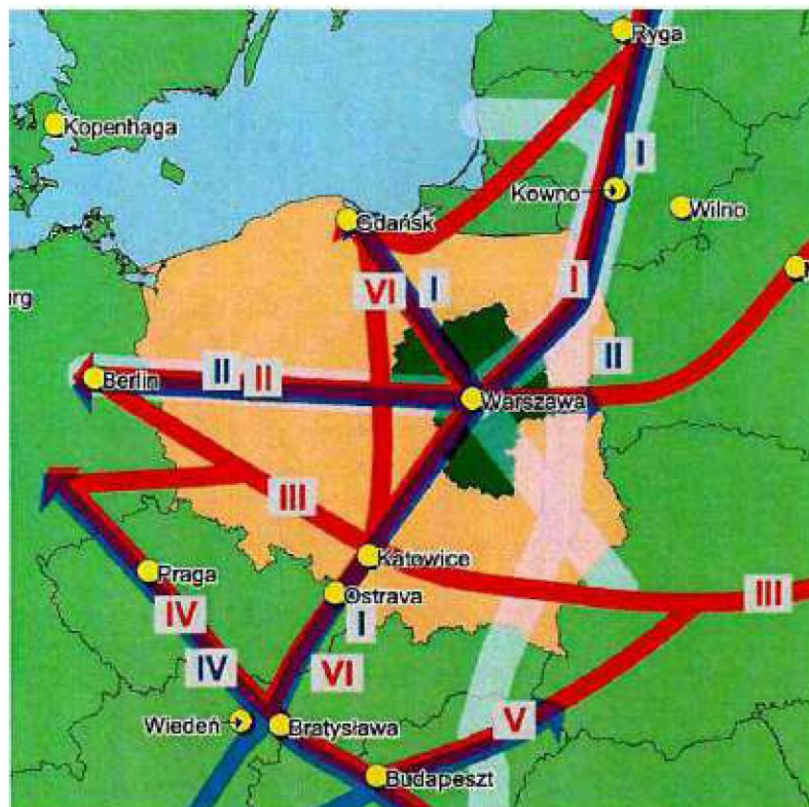 Ryga
Kopenhaga
I
Kowno
Wilno
Gdańsk
VI
I
I
urg
II
II
II
Berlin
Warszawa
III
Katowice
Praga
Ostrava
III
IV
I
IV
VI
V
Wiedeń
Bratysława
Budapeszt